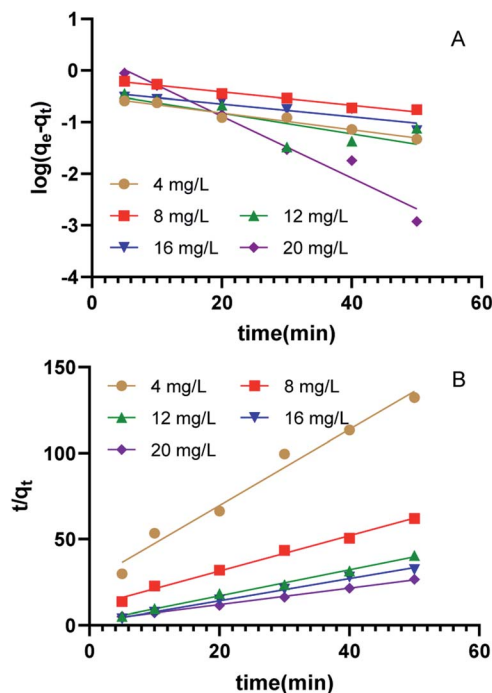 A
log(qe-qt)
1
0
-1
-2
-3
-4
4 mg/L
8 mg/L
12 mg/L
16 mg/L
20 mg/L
0
20
40
60
time(min)
B
t/qt
150
100
50
0
4 mg/L
8 mg/L
12 mg/L
16 mg/L
20 mg/L
0
20
40
60
time(min)